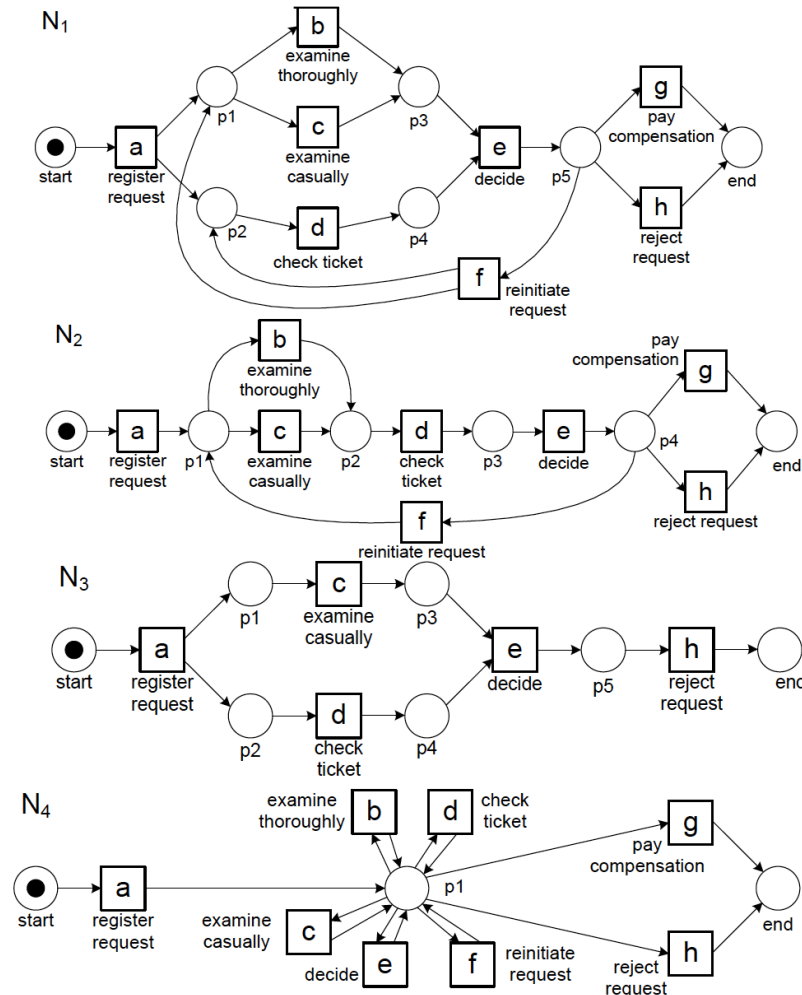 N1
b
examine
thoroughly
p1
c
examine
casually
p3
g
pay
compensation
start
a
register
request
e
decide
p5
end
p2
d
check ticket
p4
h
reject
request
f
reinitiate
request
N2
b
examine
thoroughly
pay
compensation
g
start
a
register
request
p1
c
examine
casually
p2
d
check
ticket
p3
e
decide
p4
end
h
reject request
f
reinitiate request
N3
p1
c
examine
casually
p3
start
a
register
request
e
decide
p5
h
reject
request
end
p2
d
check
ticket
p4
N4
examine
thoroughly
b
d
check
ticket
g
pay
compensation
start
a
register
request
p1
end
examine
casually
c
decide
e
f
reinitiate
request
reject
request
h